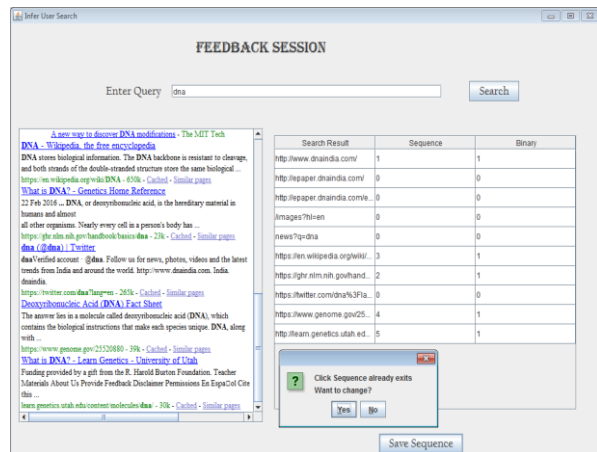 Infer User Search
FEEDBACK SESSION
Enter Query
dna
Search
A new way to discover DNA modifications - The MIT Tech
DNA - Wikipedia, the free encyclopedia
DNA stores biological information. The DNA backbone is resistant to cleavage,
and both strands of the double-stranded structure store the same biological ...
https://en.wikipedia.org/wiki/DNA - 650k - Cached - Similar pages
What is DNA? - Genetics Home Reference
22 Feb 2016 ... DNA, or deoxyribonucleic acid, is the hereditary material in
humans and almost
all other organisms. Nearly every cell in a person's body has ...
https://ghr.nlm.nih.gov/handbook/basics/dna - 23k - Cached - Similar pages
dna (@dna) | Twitter
dnaVerified account · @dna. Follow us for news, photos, videos and the latest
trends from India and around the world. http://www.dnaindia.com. India.
dnaindia.
https://twitter.com/dna?lang=en - 265k - Cached - Similar pages
Deoxyribonucleic Acid (DNA) Fact Sheet
The answer lies in a molecule called deoxyribonucleic acid (DNA), which
contains the biological instructions that make each species unique. DNA, along
with ...
https://www.genome.gov/25520880 - 39k - Cached - Similar pages
What is DNA? - Learn Genetics - University of Utah
Funding provided by a gift from the R. Harold Burton Foundation. Teacher
Materials About Us Provide Feedback Disclaimer Permissions En EspaOol Cite
this ...
learn.genetics.utah.edu/content/molecules/dna/ - 30k - Cached - Similar pages
Search Result Sequence Binary
http://www.dnaindia.com/ 1 1
http://epaper.dnaindia.com/ 0 0
http://epaper.dnaindia.com/e... 0 0
/images?hl=en 0 0
news?q=dna 0 0
https://en.wikipedia.org/wiki/... 3 1
https://ghr.nlm.nih.gov/hand... 2 1
https://twitter.com/dna%3Fla... 0 0
https://www.genome.gov/25... 4 1
http://learn.genetics.utah.ed... 5 1
Click Sequence already exits
Want to change?
Yes No
Save Sequence